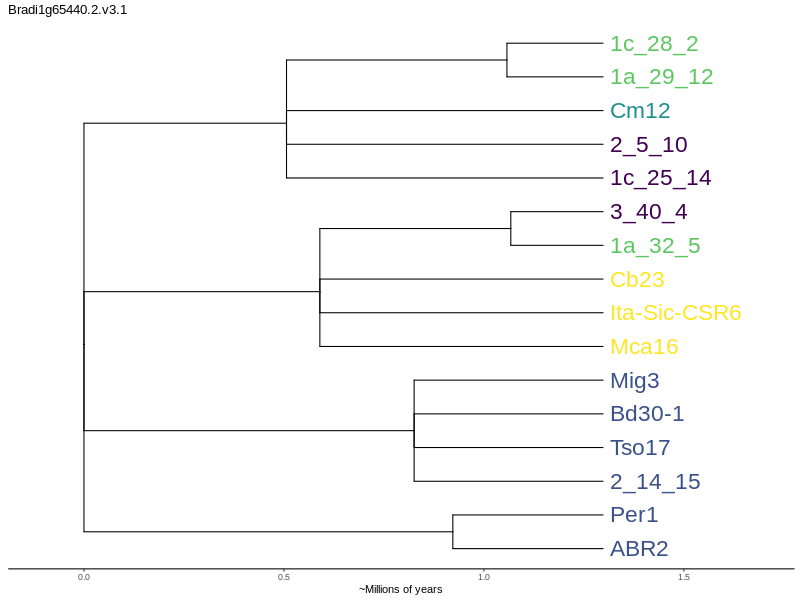 Bradi1g65440.2.v3.1
1c_28_2
1a_29_12
Cm12
2_5_10
1c_25_14
3_40_4
1a_32_5
Cb23
Ita-Sic-CSR6
Mca16
Mig3
Bd30-1
Tso17
2_14_15
Per1
ABR2
0.0 0.5 1.0 1.5
~Millions of years